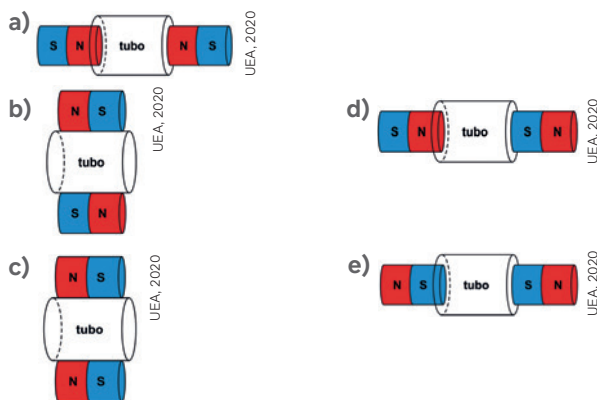 a)
S N tubo N S
UEA, 2020
b)
N S
tubo
S N
UEA, 2020
c)
N S
tubo
N S
UEA, 2020
d)
S N tubo S N
UEA, 2020
e)
N S tubo S N
UEA, 2020